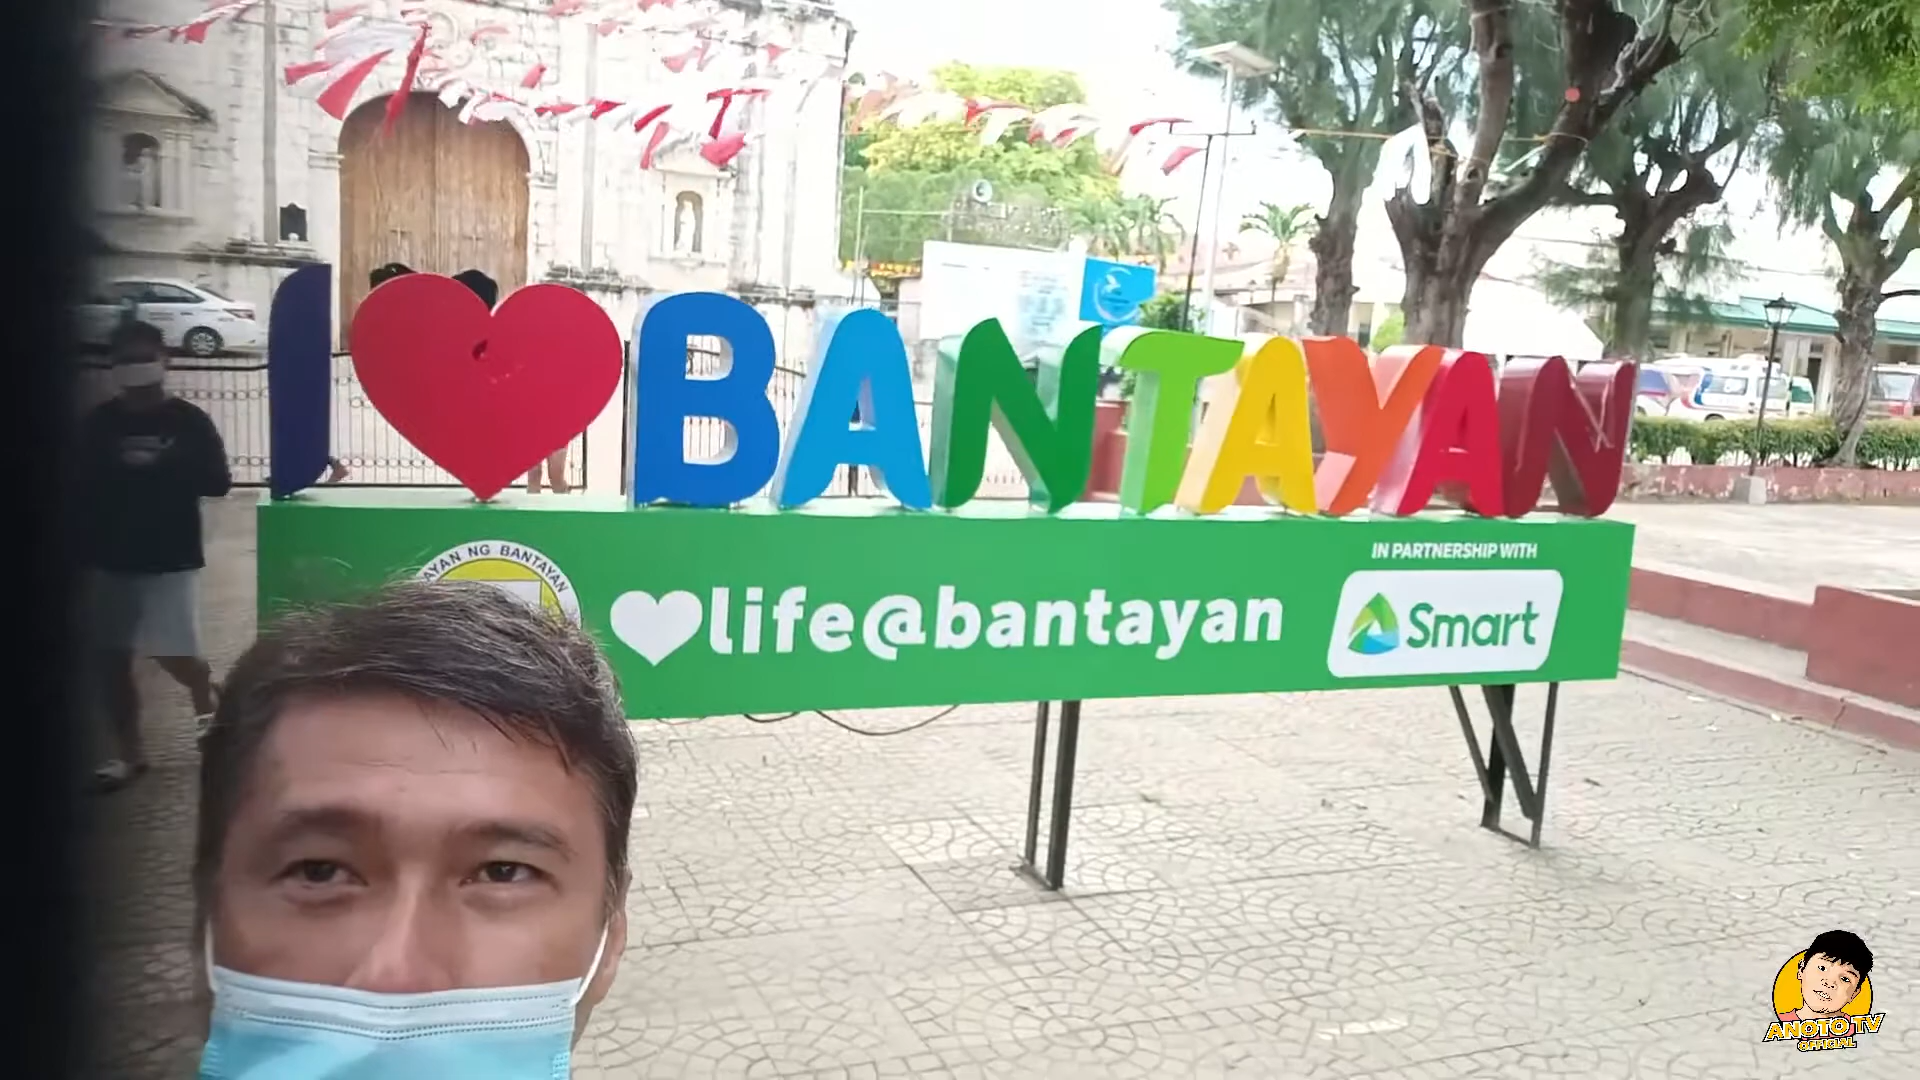 I BANTAYAN
AYAN NG BANTAYAN
life@bantayan
IN PARTNERSHIP WITH
Smart
ANOTO TV
OFFICIAL